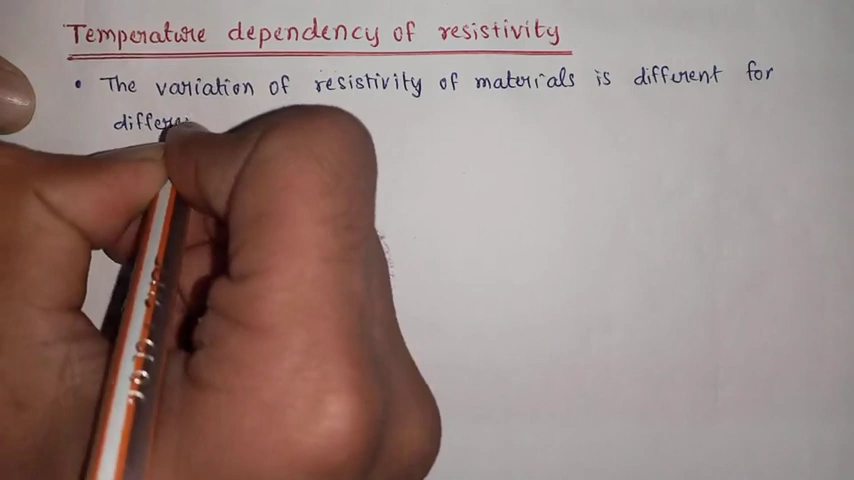 Temperature dependency of resistivity
• The variation of resistivity of materials is different for